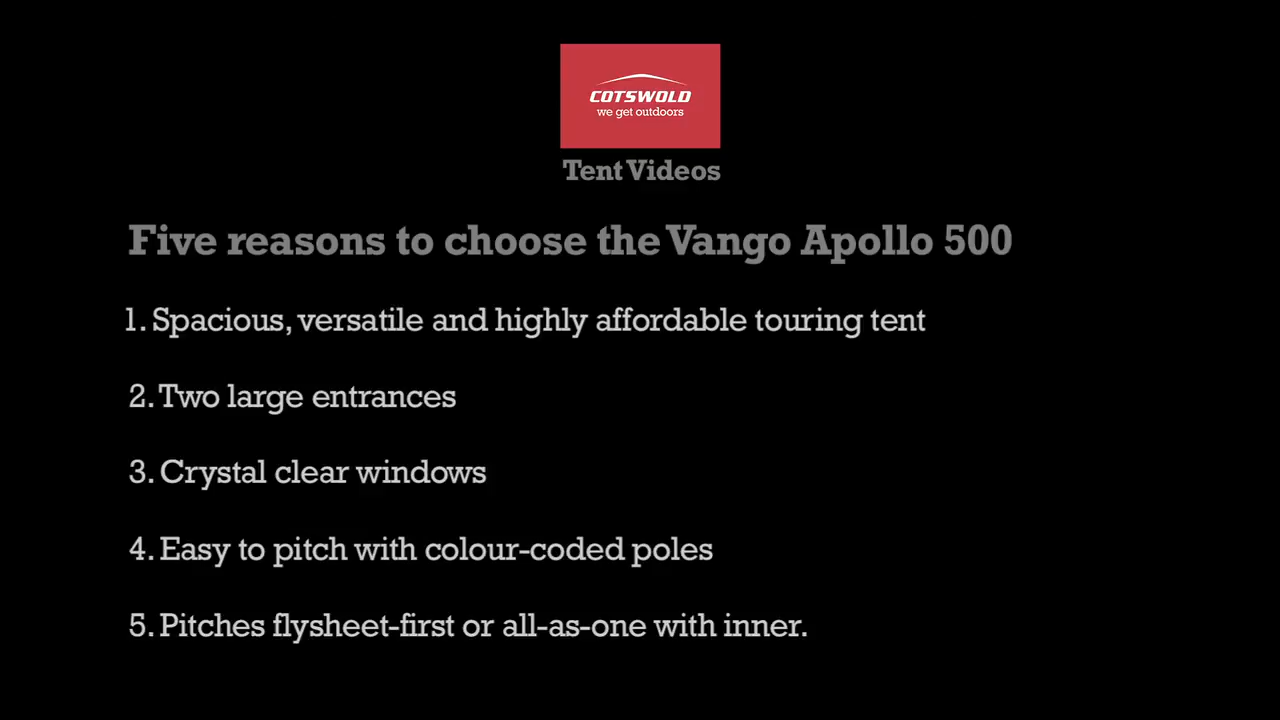 COTSWOLD
we get outdoors
Tent Videos
Five reasons to choose the Vango Apollo 500
1. Spacious, versatile and highly affordable touring tent
2. Two large entrances
3. Crystal clear windows
4. Easy to pitch with colour-coded poles
5. Pitches flysheet-first or all-as-one with inner.